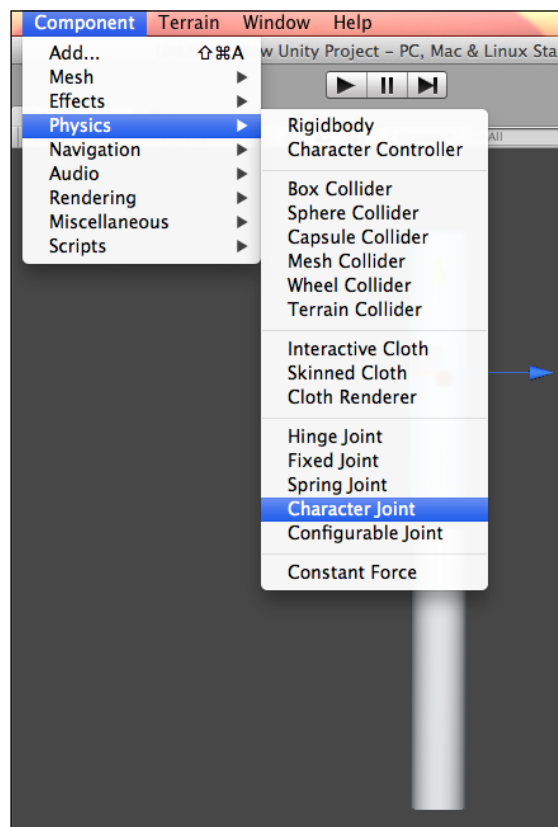 Component Terrain Window Help
Add... ⇧⌘A
w Unity Project – PC, Mac & Linux Sta
Mesh
Effects
Physics
Navigation
Audio
Rendering
Miscellaneous
Scripts
All
Rigidbody
Character Controller
Box Collider
Sphere Collider
Capsule Collider
Mesh Collider
Wheel Collider
Terrain Collider
Interactive Cloth
Skinned Cloth
Cloth Renderer
Hinge Joint
Fixed Joint
Spring Joint
Character Joint
Configurable Joint
Constant Force